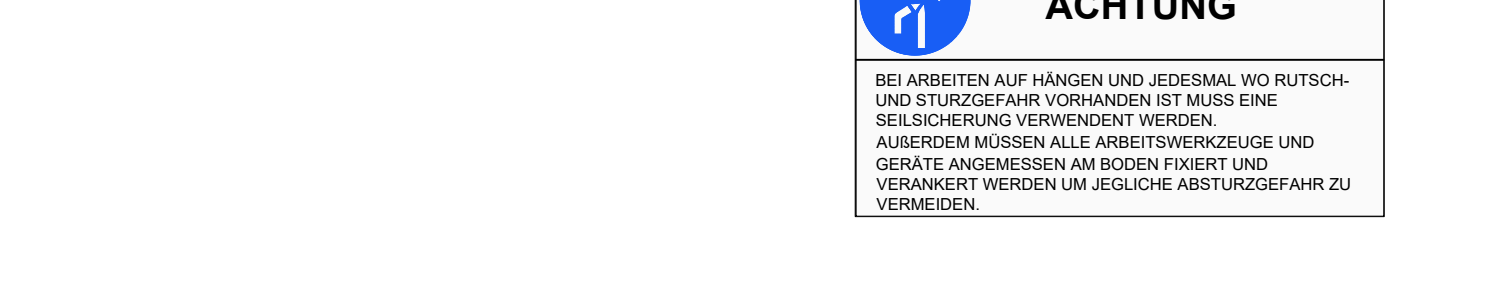 ACHTUNG
BEI ARBEITEN AUF HÄNGEN UND JEDESMAL WO RUTSCH-
UND STURZGEFAHR VORHANDEN IST MUSS EINE
SEILSICHERUNG VERWENDENT WERDEN.
AUßERDEM MÜSSEN ALLE ARBEITSWERKZEUGE UND
GERÄTE ANGEMESSEN AM BODEN FIXIERT UND
VERANKERT WERDEN UM JEGLICHE ABSTURZGEFAHR ZU
VERMEIDEN.